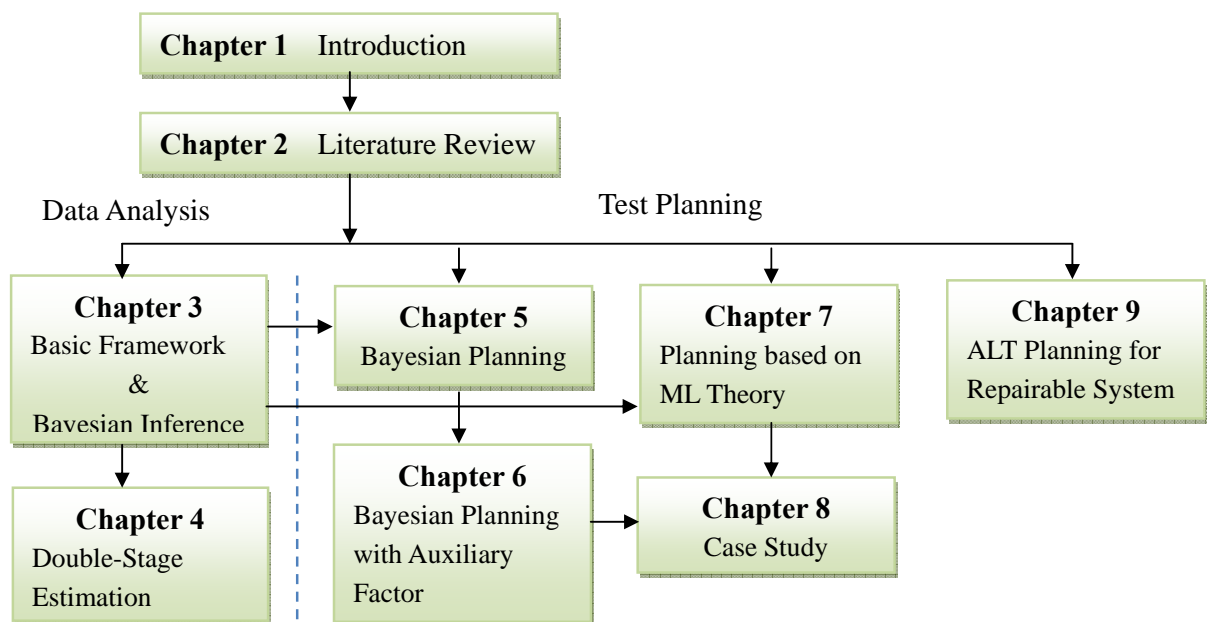 Chapter 1 Introduction
Chapter 2 Literature Review
Data Analysis
Test Planning
Chapter 3
Basic Framework
&
Bayesian Inference
Chapter 4
Double-Stage
Estimation
Chapter 5
Bayesian Planning
Chapter 6
Bayesian Planning
with Auxiliary
Factor
Chapter 7
Planning based on
ML Theory
Chapter 8
Case Study
Chapter 9
ALT Planning for
Repairable System